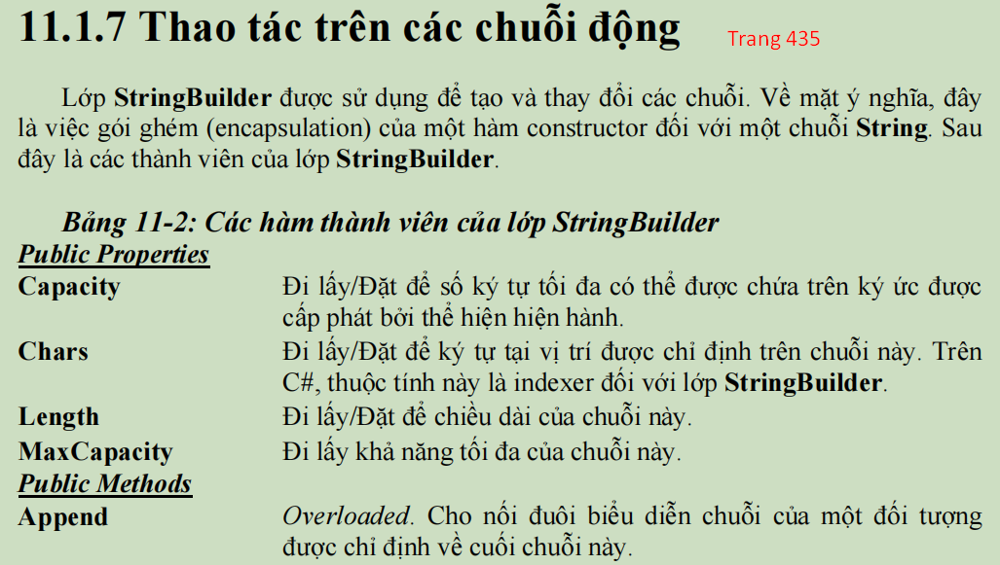 11.1.7 Thao tác trên các chuỗi động
Trang 435
Lớp StringBuilder được sử dụng để tạo và thay đổi các chuỗi. Về mặt ý nghĩa, đây
là việc gói ghém (encapsulation) của một hàm constructor đối với một chuỗi String. Sau
đây là các thành viên của lớp StringBuilder.
Bảng 11-2: Các hàm thành viên của lớp StringBuilder
Public Properties
Capacity Đi lấy/Đặt để số ký tự tối đa có thể được chứa trên ký ức được
cấp phát bởi thể hiện hiện hành.
Chars Đi lấy/Đặt để ký tự tại vị trí được chỉ định trên chuỗi này. Trên
C#, thuộc tính này là indexer đối với lớp StringBuilder.
Length Đi lấy/Đặt để chiều dài của chuỗi này.
MaxCapacity Đi lấy khả năng tối đa của chuỗi này.
Public Methods
Append Overloaded. Cho nối đuôi biểu diễn chuỗi của một đối tượng
được chỉ định về cuối chuỗi này.